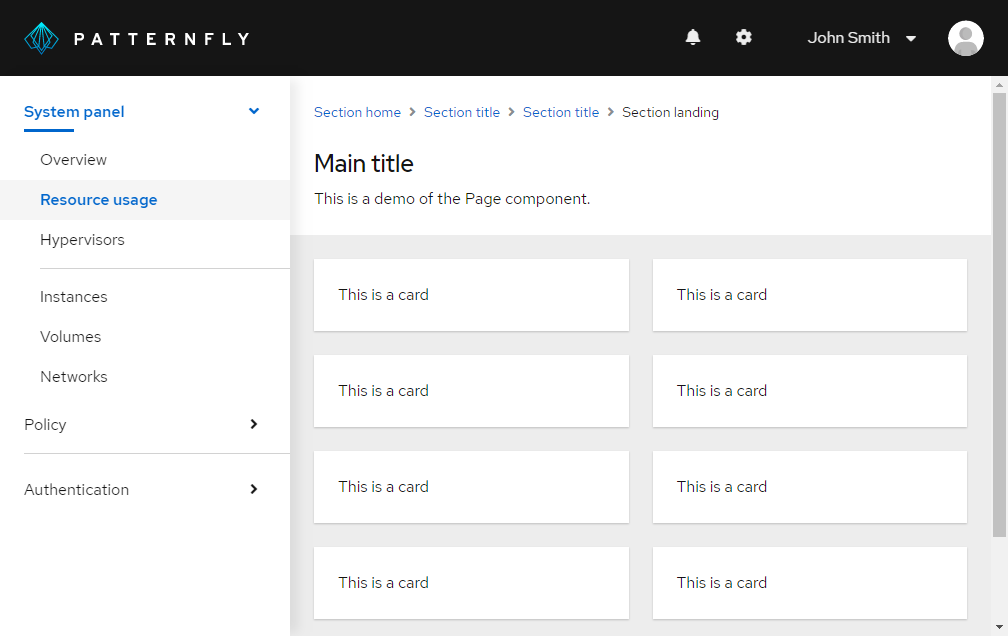 PATTERNFLY
John Smith
System panel
Overview
Resource usage
Hypervisors
Instances
Volumes
Networks
Policy
Authentication
Section home > Section title > Section title > Section landing
Main title
This is a demo of the Page component.
This is a card This is a card
This is a card This is a card
This is a card This is a card
This is a card This is a card